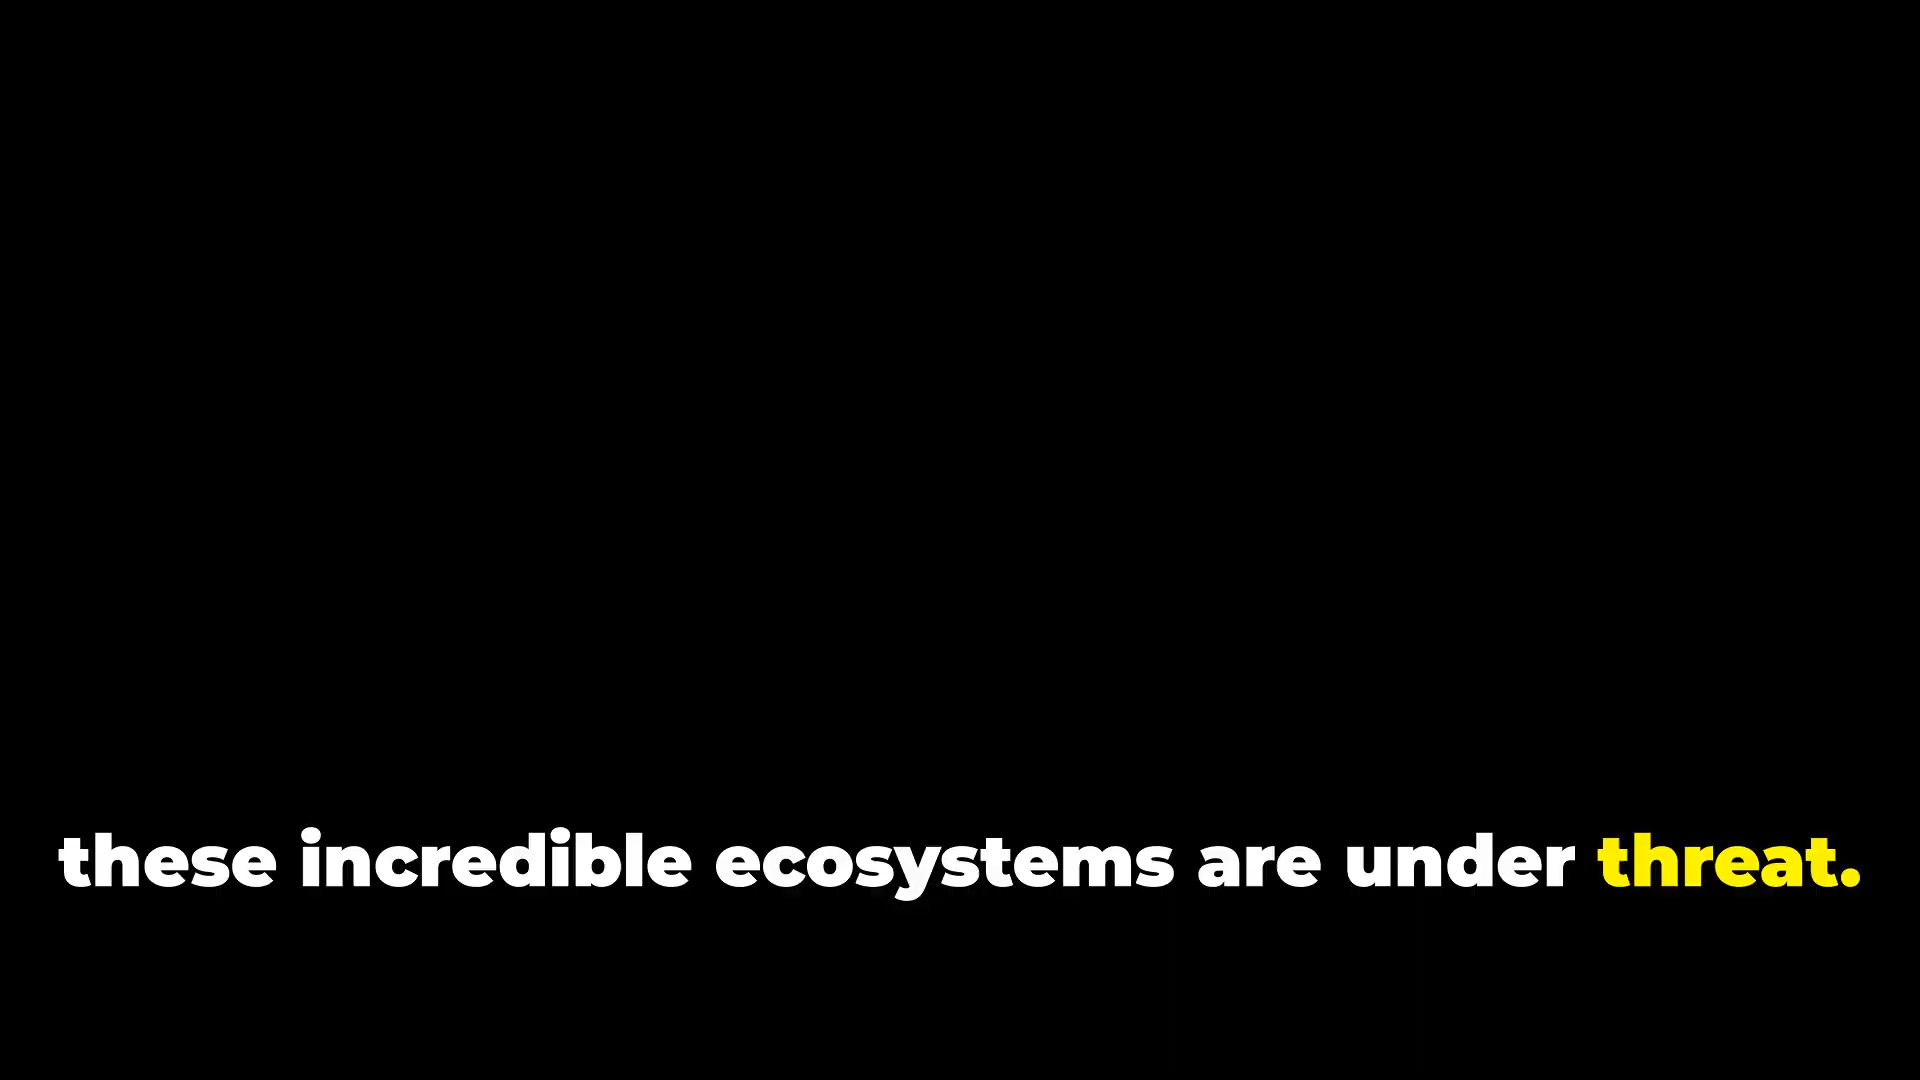 these incredible ecosystems are under threat.